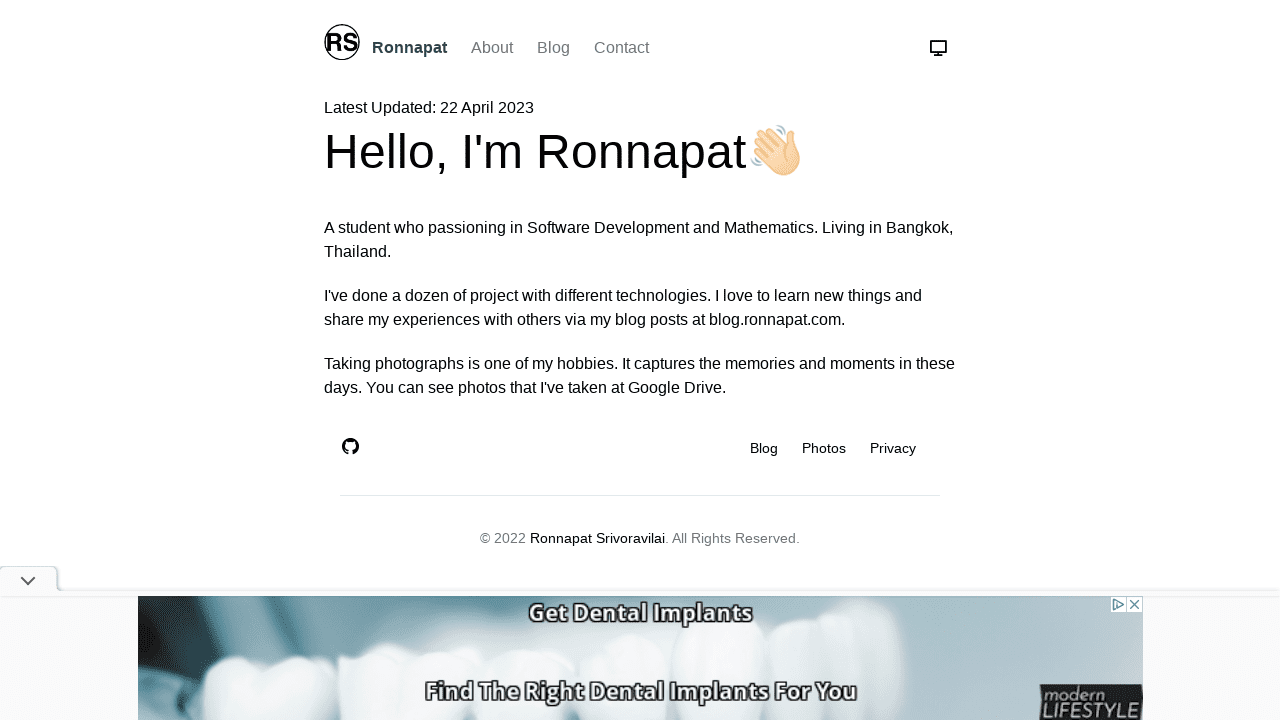 RS
Ronnapat About Blog Contact
Latest Updated: 22 April 2023
Hello, I'm Ronnapat👋🏻
A student who passioning in Software Development and Mathematics. Living in Bangkok,
Thailand.
I've done a dozen of project with different technologies. I love to learn new things and
share my experiences with others via my blog posts at blog.ronnapat.com.
Taking photographs is one of my hobbies. It captures the memories and moments in these
days. You can see photos that I've taken at Google Drive.
Blog Photos Privacy
© 2022 Ronnapat Srivoravilai. All Rights Reserved.
Get Dental Implants
Find The Right Dental Implants For You
modern
LIFESTYLE